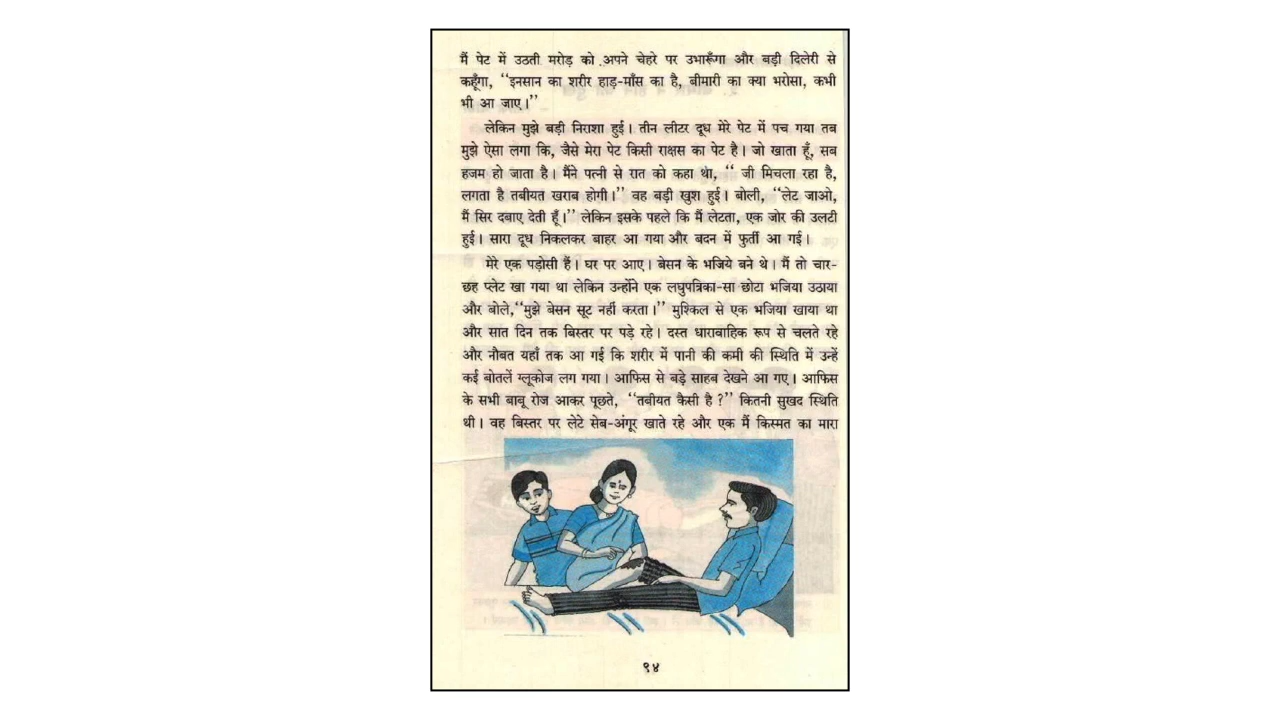 मैं पेट में उठती मरोड़ को अपने चेहरे पर उभारूँगा और बड़ी दिलेरी से
कहूँगा, ‘‘इनसान का शरीर हाड़-माँस का है, बीमारी का क्या भरोसा, कभी
भी आ जाए।’’
लेकिन मुझे बड़ी निराशा हुई। तीन लीटर दूध मेरे पेट में पच गया तब
मुझे ऐसा लगा कि, जैसे मेरा पेट किसी राक्षस का पेट है। जो खाता हूँ, सब
हजम हो जाता है। मैंने पत्नी से रात को कहा था, ‘‘ जी मिचला रहा है,
लगता है तबीयत खराब होगी।’’ वह बड़ी खुश हुई। बोली, ‘‘लेट जाओ,
मैं सिर दबाए देती हूँ।’’ लेकिन इसके पहले कि मैं लेटता, एक जोर की उलटी
हुई। सारा दूध निकलकर बाहर आ गया और बदन में फुर्ती आ गई।
मेरे एक पड़ोसी हैं। घर पर आए। बेसन के भजिये बने थे। मैं तो चार-
छह प्लेट खा गया था लेकिन उन्होंने एक लघुपत्रिका-सा छोटा भजिया उठाया
और बोले,‘‘मुझे बेसन सूट नहीं करता।’’ मुश्किल से एक भजिया खाया था
और सात दिन तक बिस्तर पर पड़े रहे। दस्त धारावाहिक रूप से चलते रहे
और नौबत यहाँ तक आ गई कि शरीर में पानी की कमी की स्थिति में उन्हें
कई बोतलें ग्लूकोज लग गया। आफिस से बड़े साहब देखने आ गए। आफिस
के सभी बाबू रोज आकर पूछते, ‘‘तबीयत कैसी है ?’’ कितनी सुखद स्थिति
थी। वह बिस्तर पर लेटे सेब-अंगूर खाते रहे और एक मैं किस्मत का मारा
९४